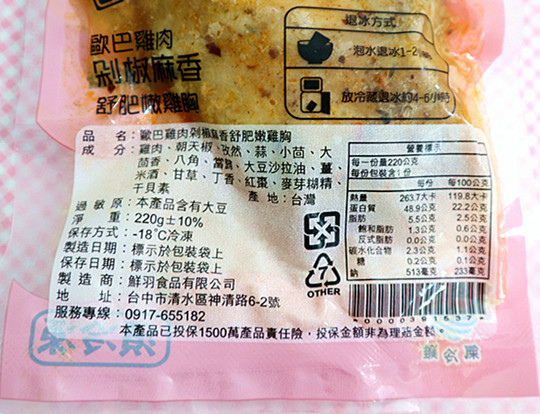 歐巴雞肉
剁椒麻香
舒肥嫩雞胸
退冰方式
泡水退冰1-2
放冷藏退冰約4-6小時
品 名：歐巴雞肉剁椒麻香舒肥嫩雞胸
成 分：雞肉、朝天椒、孜然、蒜、小茴、大
茴香、八角、當歸、大豆沙拉油、薑、
米酒、甘草、丁香、紅棗、麥芽糊精、
干貝素 產 地：台灣
過 敏 原：本產品含有大豆
淨 重：220g±10%
保存方式：-18°C冷凍
製造日期：標示於包裝袋上
保存日期：標示於包裝袋上
製 造 商：鮮羽食品有限公司
地 址：台中市清水區神清路6-2號
服務專線：0917-655182
本產品已投保1500萬產品責任險，投保金額非為理賠金額。
營養標示
每一份量220公克
每份包裝含1份
每份 每100公克
熱量 263.7大卡 119.8大卡
蛋白質 48.9公克 22.2公克
脂肪 5.5公克 2.5公克
飽和脂肪 1.3公克 0.6公克
反式脂肪 0.0公克 0.0公克
碳水化合物 2.3公克 1.1公克
糖 0.2公克 0.1公克
鈉 513毫克 233毫克
7
OTHER
*0000391537*